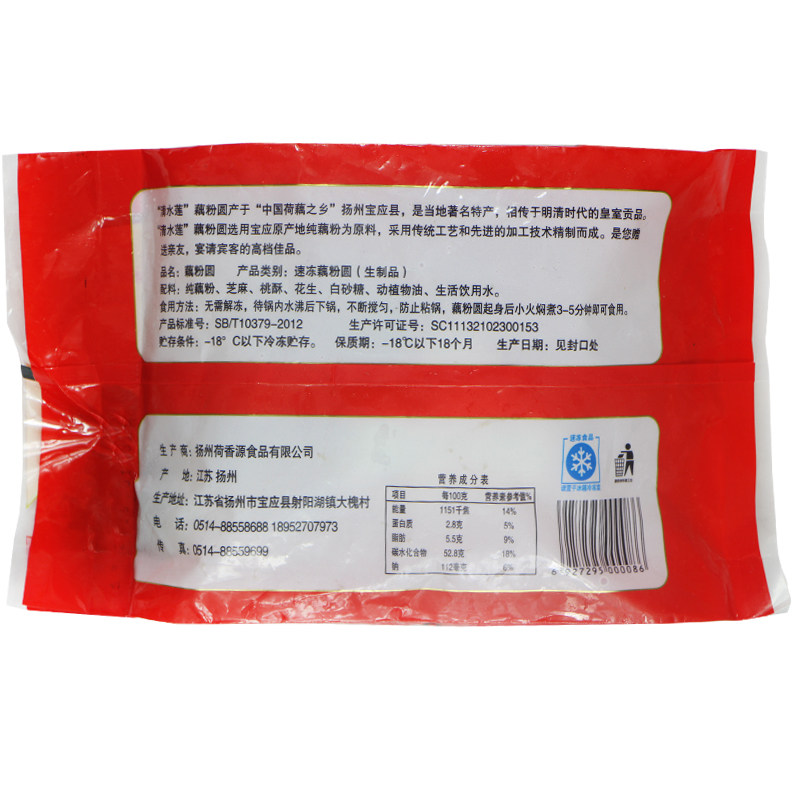 “清水莲”藕粉圆产于“中国荷藕之乡”扬州宝应县，是当地著名特产，相传于明清时代的皇室贡品。
“清水莲”藕粉圆选用宝应原产地纯藕粉为原料，采用传统工艺和先进的加工技术精制而成。是您赠
送亲友，宴请宾客的高档佳品。
品名：藕粉圆 产品类别：速冻藕粉圆（生制品）
配料：纯藕粉、芝麻、桃酥、花生、白砂糖、动植物油、生活饮用水。
食用方法：无需解冻，待锅内水沸后下锅，不断搅匀，防止粘锅，藕粉圆起身后小火焖煮3-5分钟即可食用。
产品标准号：SB/T10379-2012 生产许可证号：SC11132102300153
贮存条件：-18°C以下冷冻贮存。 保质期：-18℃以下18个月 生产日期：见封口处
生产商：扬州荷香源食品有限公司
产 地：江苏 扬州
生产地址：江苏省扬州市宝应县射阳湖镇大槐村
电 话：0514-88558688 18952707973
传 真：0514-88559699
营养成分表
项目 每100克 营养素参考值%
能量 1151千焦 14%
蛋白质 2.8克 5%
脂肪 5.5克 9%
碳水化合物 52.8克 18%
钠 112毫克 6%
速冻食品
6927295000086